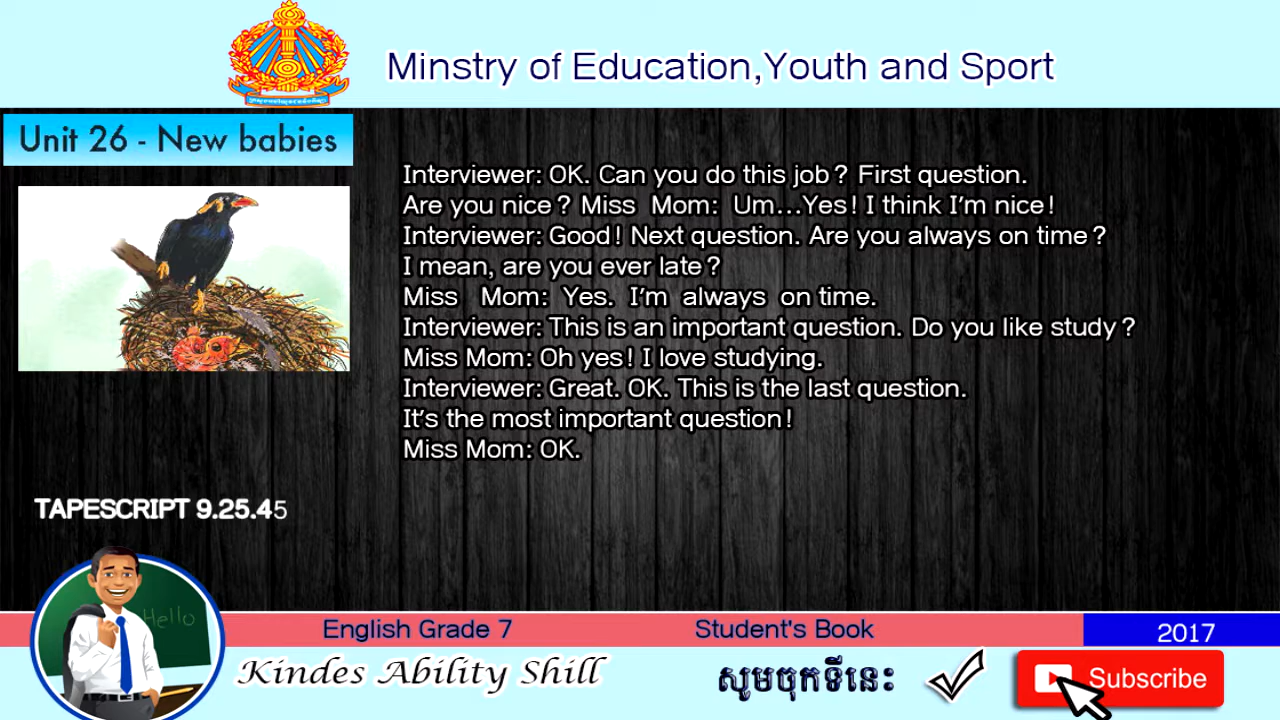 Minstry of Education,Youth and Sport
Unit 26 - New babies
Interviewer: OK. Can you do this job? First question.
Are you nice? Miss Mom: Um...Yes! I think I'm nice!
Interviewer: Good! Next question. Are you always on time?
I mean, are you ever late?
Miss Mom: Yes. I'm always on time.
Interviewer: This is an important question. Do you like study?
Miss Mom: Oh yes! I love studying.
Interviewer: Great. OK. This is the last question.
It's the most important question!
Miss Mom: OK.
TAPESCRIPT 9.25.45
Hello
English Grade 7
Student's Book
2017
Kindes Ability Shill
សូមចុកទីនេះ
Subscribe